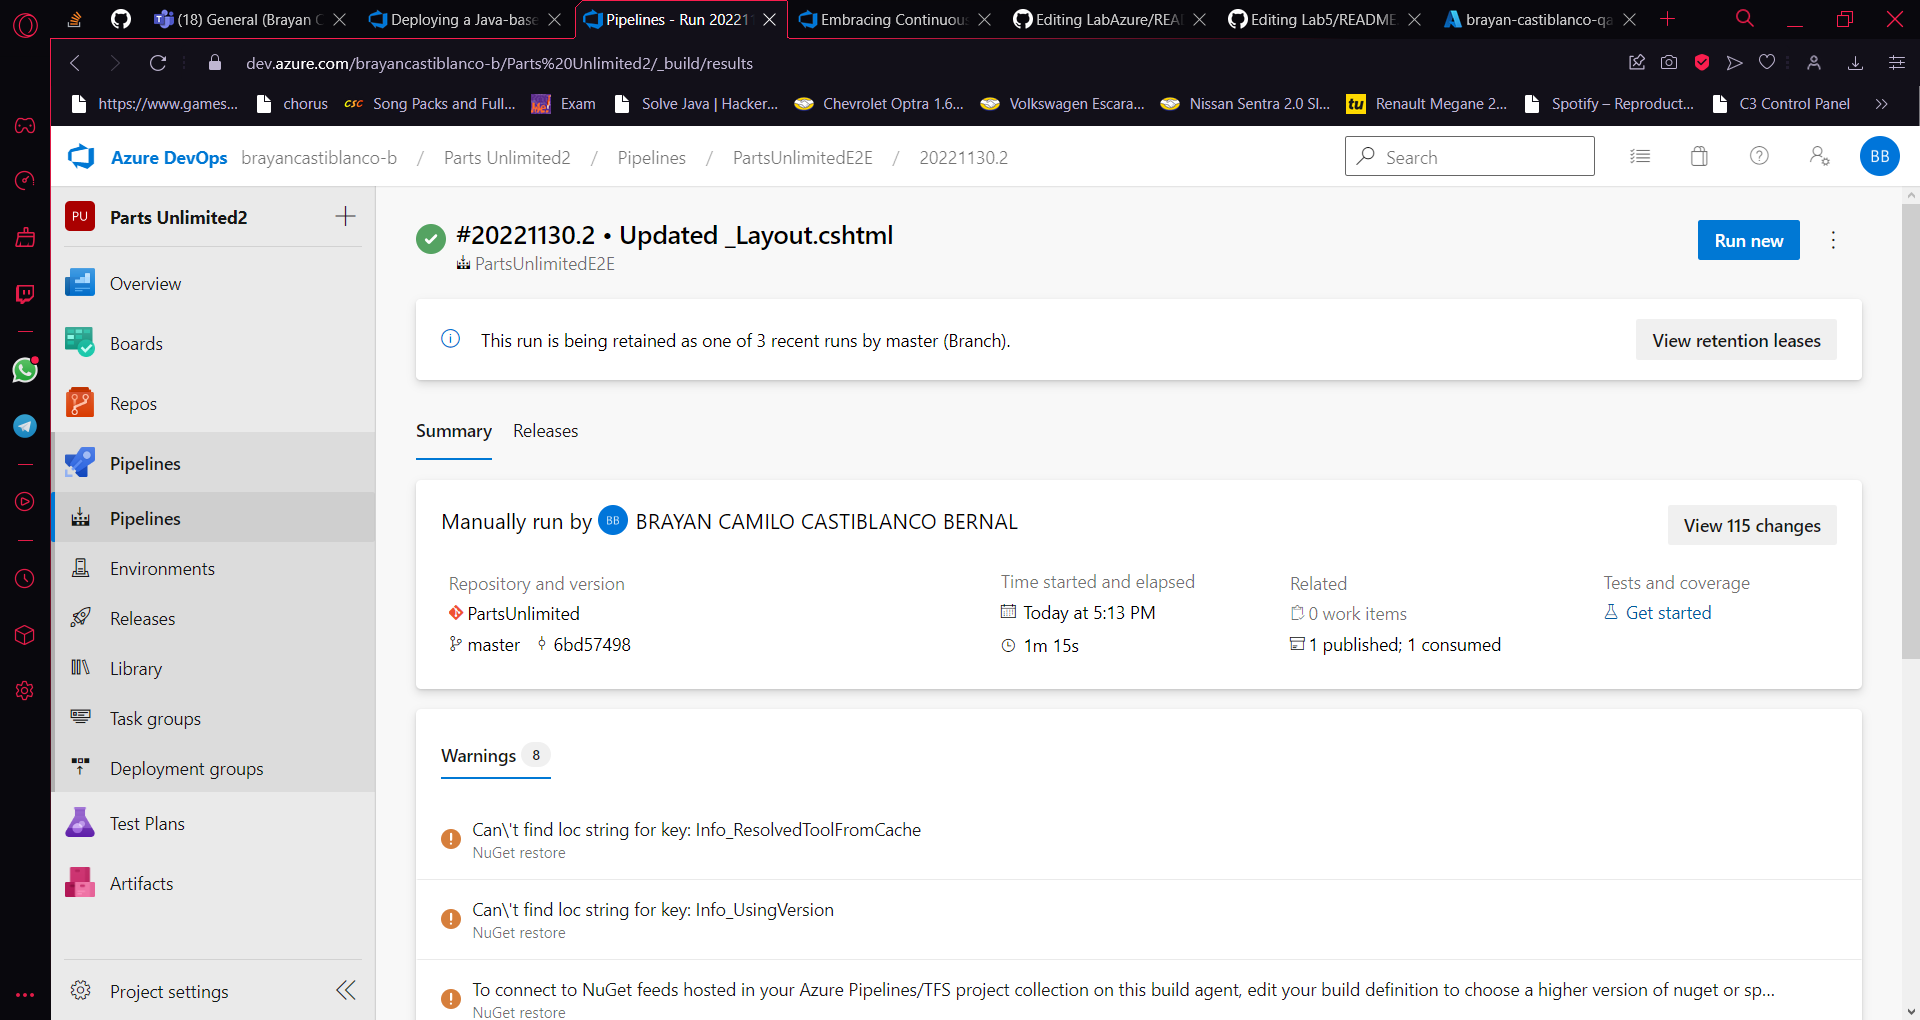 (18) General (Brayan C
Deploying a Java-base
Pipelines - Run 20221
Embracing Continuou
Editing LabAzure/REA
Editing Lab5/README
brayan-castiblanco-qa
dev.azure.com/brayancastiblanco-b/Parts%20Unlimited2/_build/results
https://www.games...
chorus
CSC Song Packs and Full...
Exam
Solve Java | Hacker...
Chevrolet Optra 1.6...
Volkswagen Escara...
Nissan Sentra 2.0 Sl...
tu Renault Megane 2...
Spotify – Reproduct...
C3 Control Panel
Azure DevOps brayancastiblanco-b / Parts Unlimited2 / Pipelines / PartsUnlimitedE2E / 20221130.2
Search
BB
PU Parts Unlimited2
Overview
Boards
Repos
Pipelines
Pipelines
Environments
Releases
Library
Task groups
Deployment groups
Test Plans
Artifacts
Project settings
#20221130.2 • Updated _Layout.cshtml
PartsUnlimitedE2E
Run new
This run is being retained as one of 3 recent runs by master (Branch).
View retention leases
Summary
Releases
Manually run by BB BRAYAN CAMILO CASTIBLANCO BERNAL
View 115 changes
Repository and version
PartsUnlimited
master 6bd57498
Time started and elapsed
Today at 5:13 PM
1m 15s
Related
0 work items
1 published; 1 consumed
Tests and coverage
Get started
Warnings 8
Can\'t find loc string for key: Info_ResolvedToolFromCache
NuGet restore
Can\'t find loc string for key: Info_UsingVersion
NuGet restore
To connect to NuGet feeds hosted in your Azure Pipelines/TFS project collection on this build agent, edit your build definition to choose a higher version of nuget or sp...
NuGet restore